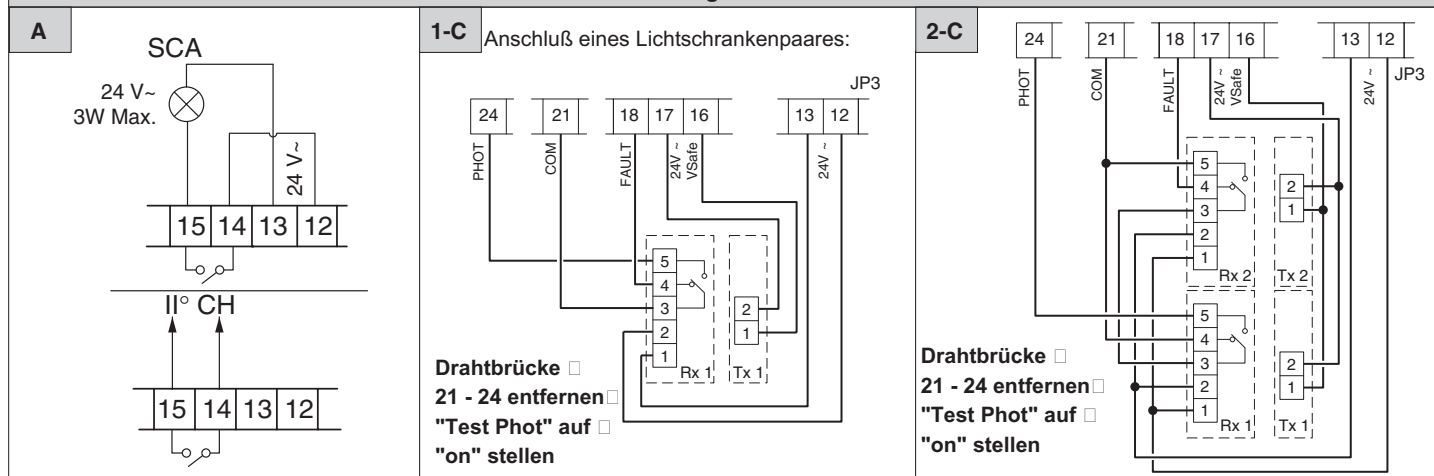 A
SCA
24 V~
3W Max.
24 V~
15 14 13 12
II° CH
15 14 13 12
1-C
Anschluß eines Lichtschrankenpaares:
JP3
24 21 18 17 16 13 12
PHOT
COM
FAULT
24V ~
VSafe
24V ~
5
4
3
2
1
Rx 1
2
1
Tx 1
Drahtbrücke
21 - 24 entfernen
"Test Phot" auf
"on" stellen
2-C
24 21 18 17 16 13 12
JP3
PHOT
COM
FAULT
24V ~
VSafe
24V ~
5
4
3
2
1
Rx 2
2
1
Tx 2
5
4
3
2
1
Rx 1
2
1
Tx 1
Drahtbrücke
21 - 24 entfernen
"Test Phot" auf
"on" stellen